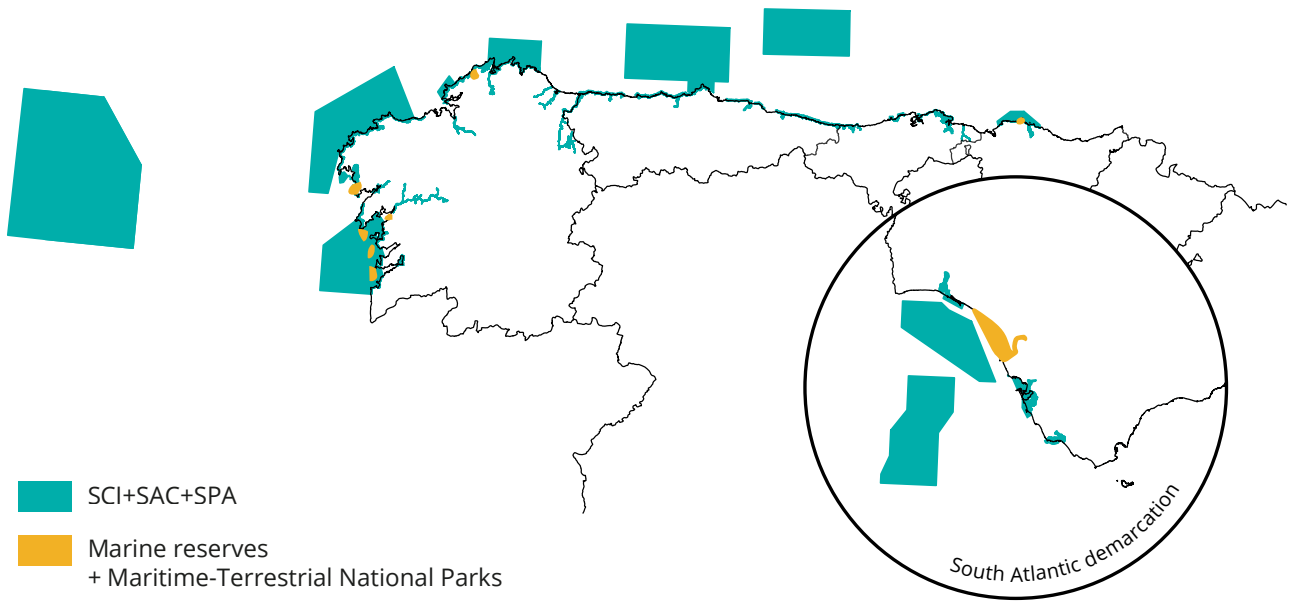 SCI+SAC+SPA
Marine reserves
+ Maritime-Terrestrial National Parks
South Atlantic demarcation